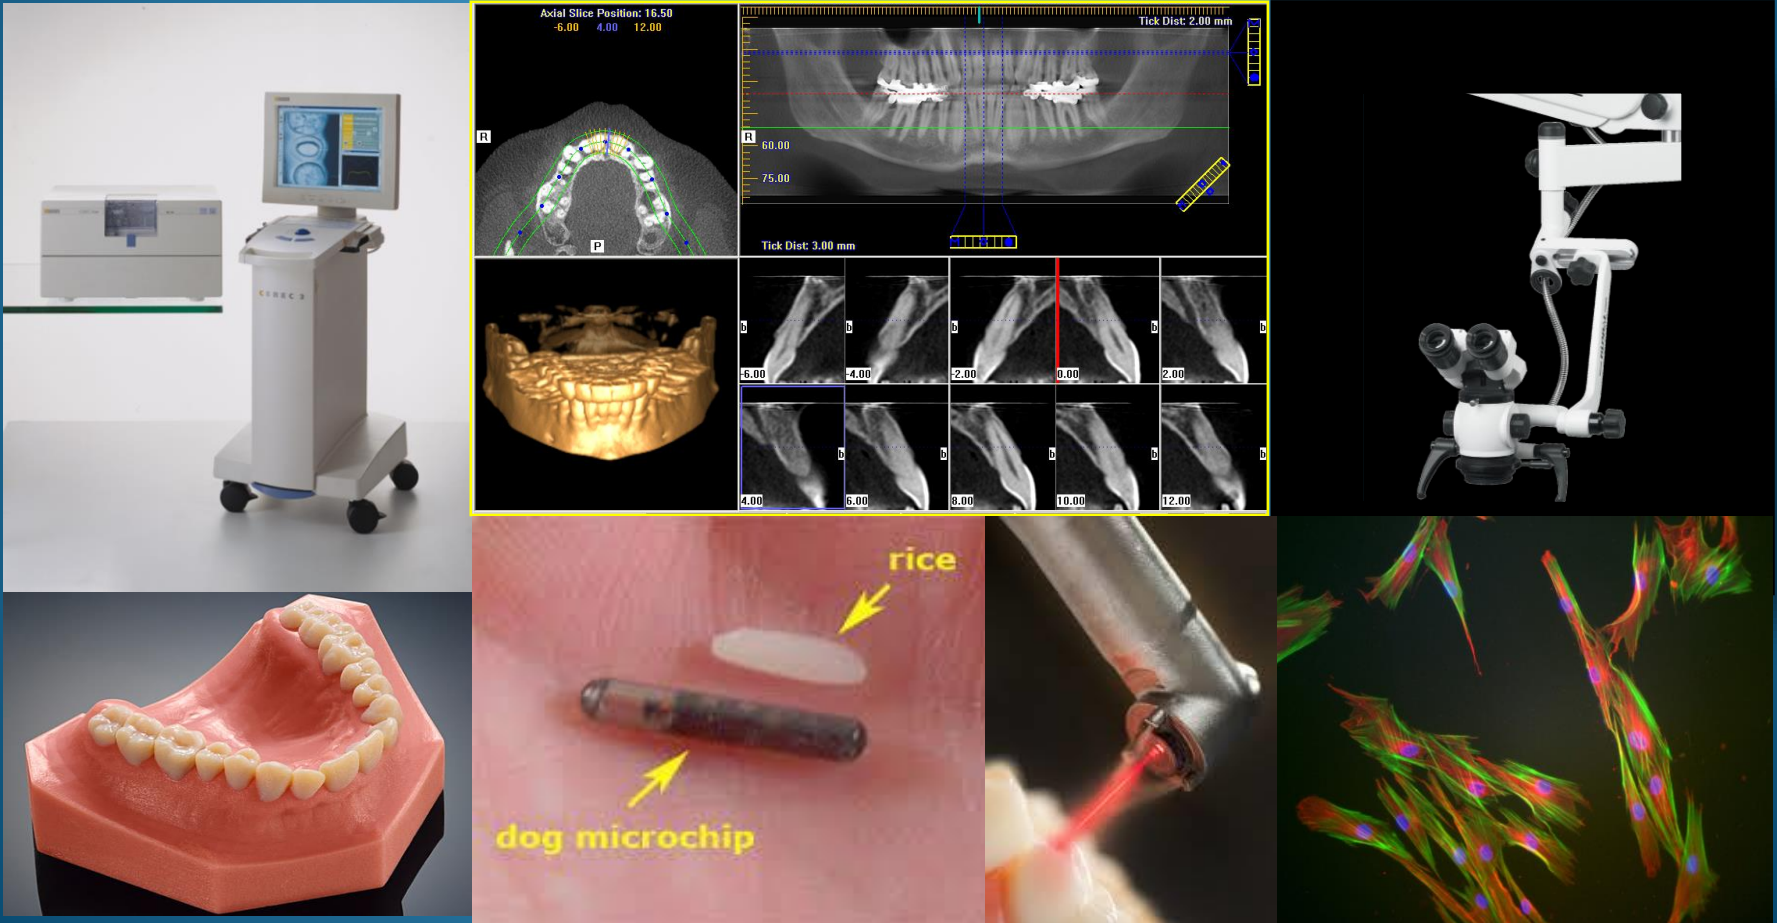 Axial Slice Position: 16.50
-6.00 4.00 12.00
R
P
Tick Dist: 2.00 mm
R
60.00
75.00
Tick Dist: 3.00 mm
b
-6.00
b
-4.00
b
-2.00
b
0.00
b
2.00
b
4.00
b
6.00
b
8.00
b
10.00
b
12.00
CEREC 3
rice
dog microchip